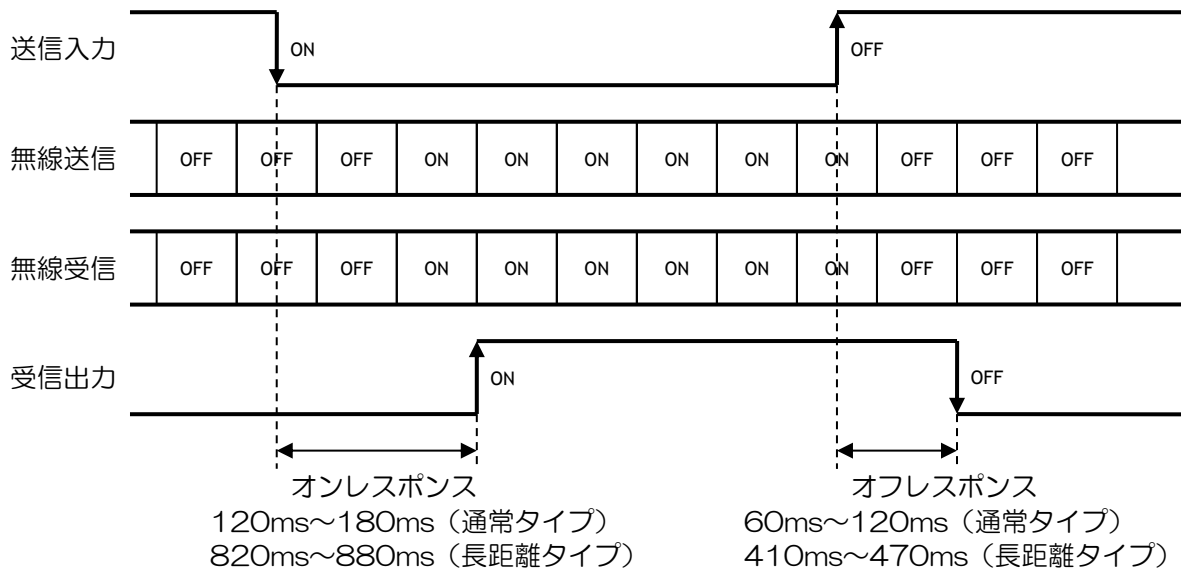 送信入力
ON
OFF
無線送信 OFF OFF OFF ON ON ON ON ON ON OFF OFF OFF
無線受信 OFF OFF OFF ON ON ON ON ON ON OFF OFF OFF
受信出力
ON
OFF
オンレスポンス
120ms～180ms（通常タイプ）
820ms～880ms（長距離タイプ）
オフレスポンス
60ms～120ms（通常タイプ）
410ms～470ms（長距離タイプ）